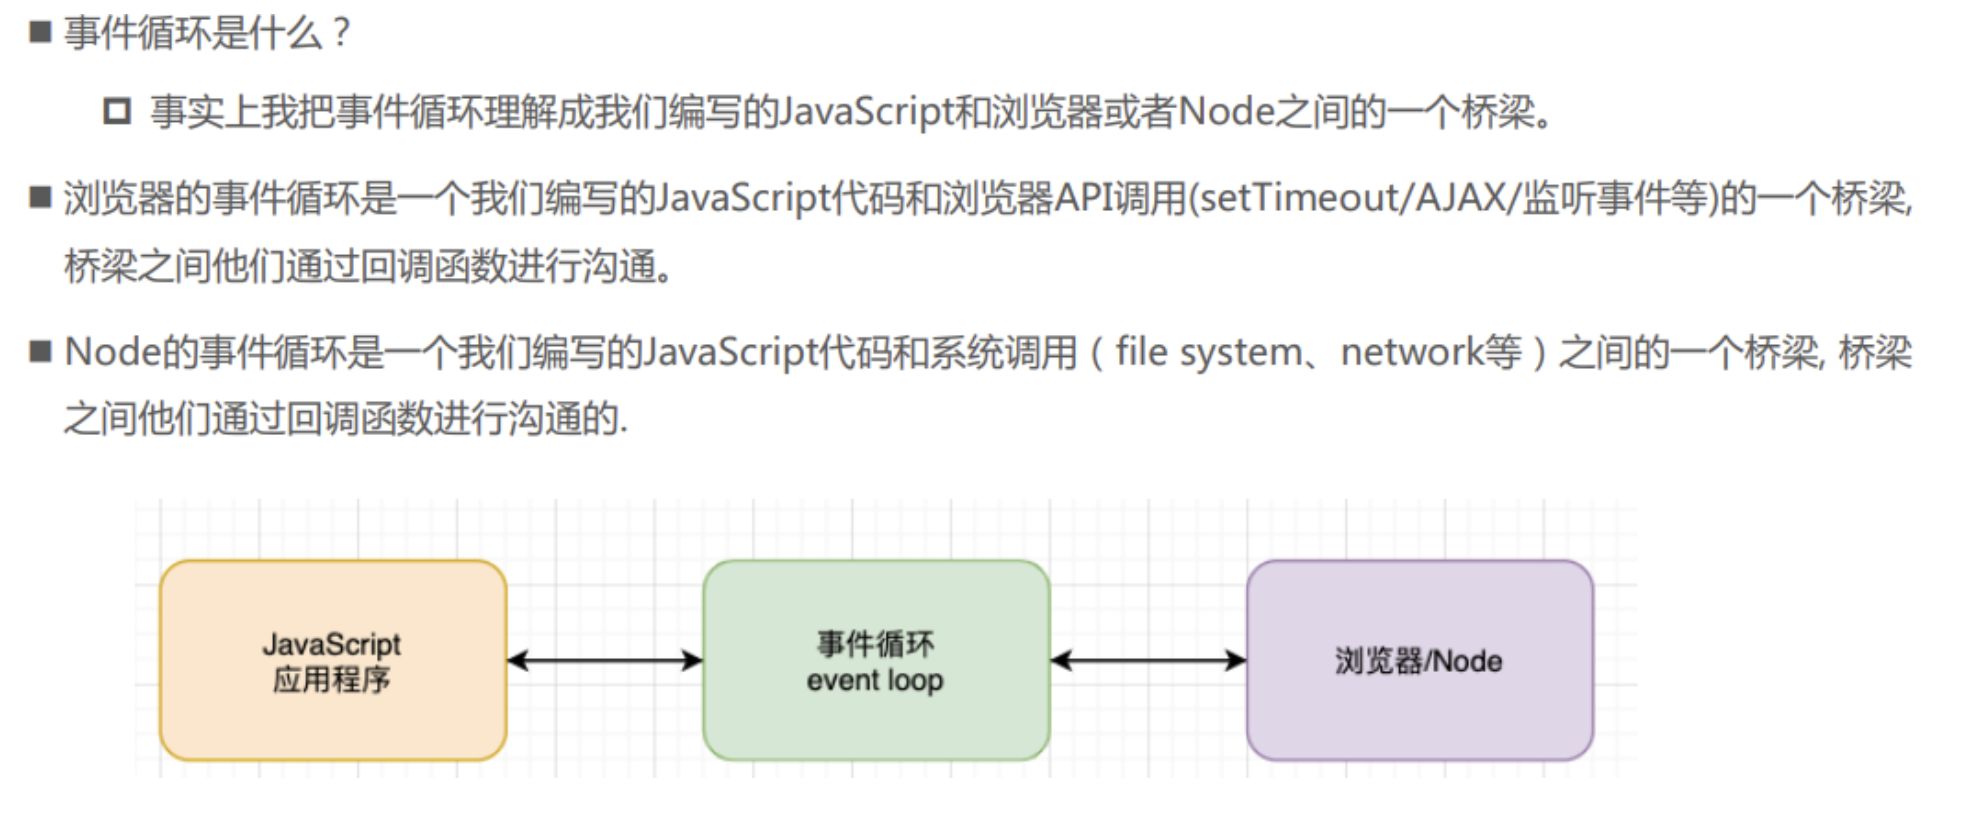 事件循环是什么？
事实上我把事件循环理解成我们编写的JavaScript和浏览器或者Node之间的一个桥梁。
浏览器的事件循环是一个我们编写的JavaScript代码和浏览器API调用(setTimeout/AJAX/监听事件等)的一个桥梁,
桥梁之间他们通过回调函数进行沟通。
Node的事件循环是一个我们编写的JavaScript代码和系统调用（file system、network等）之间的一个桥梁, 桥梁
之间他们通过回调函数进行沟通的.
JavaScript
应用程序
事件循环
event loop
浏览器/Node